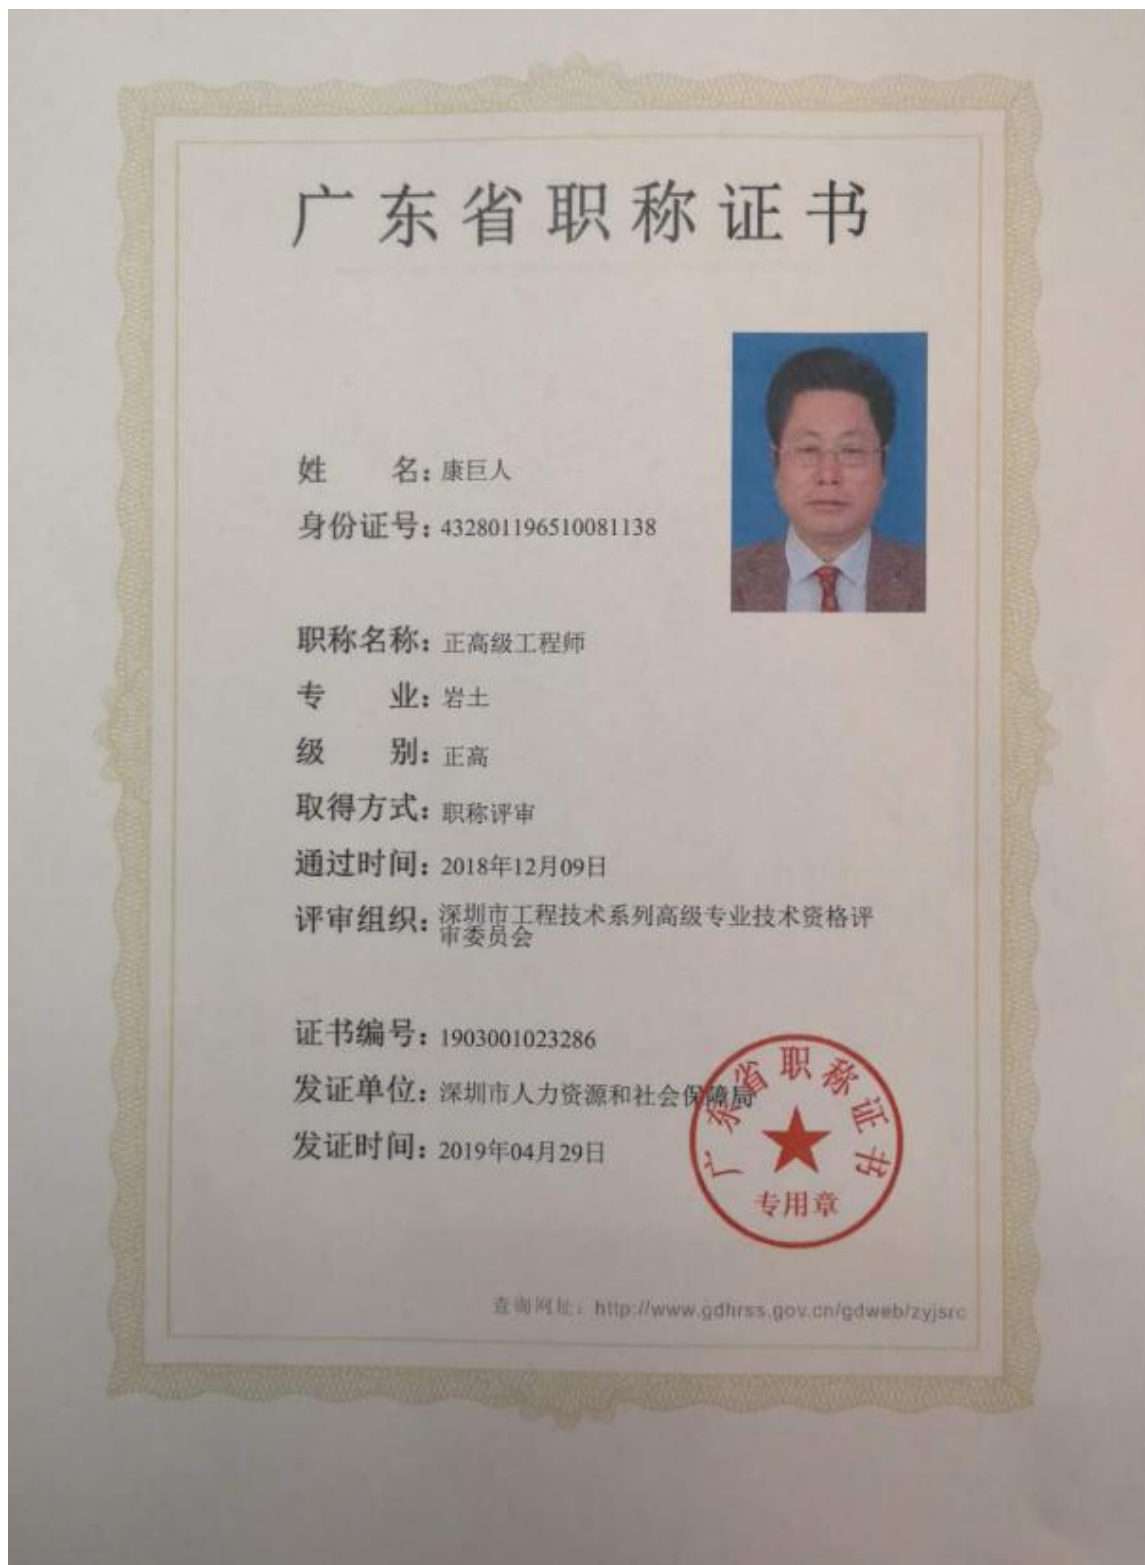 广东省职称证书
姓 名：康巨人
身份证号：432801196510081138
职称名称：正高级工程师
专 业：岩土
级 别：正高
取得方式：职称评审
通过时间：2018年12月09日
评审组织：深圳市工程技术系列高级专业技术资格评
审委员会
证书编号：1903001023286
发证单位：深圳市人力资源和社会保障局
发证时间：2019年04月29日
广东省职称证书
专用章
查询网址：http://www.gdhrss.gov.cn/gdweb/zyjsrc